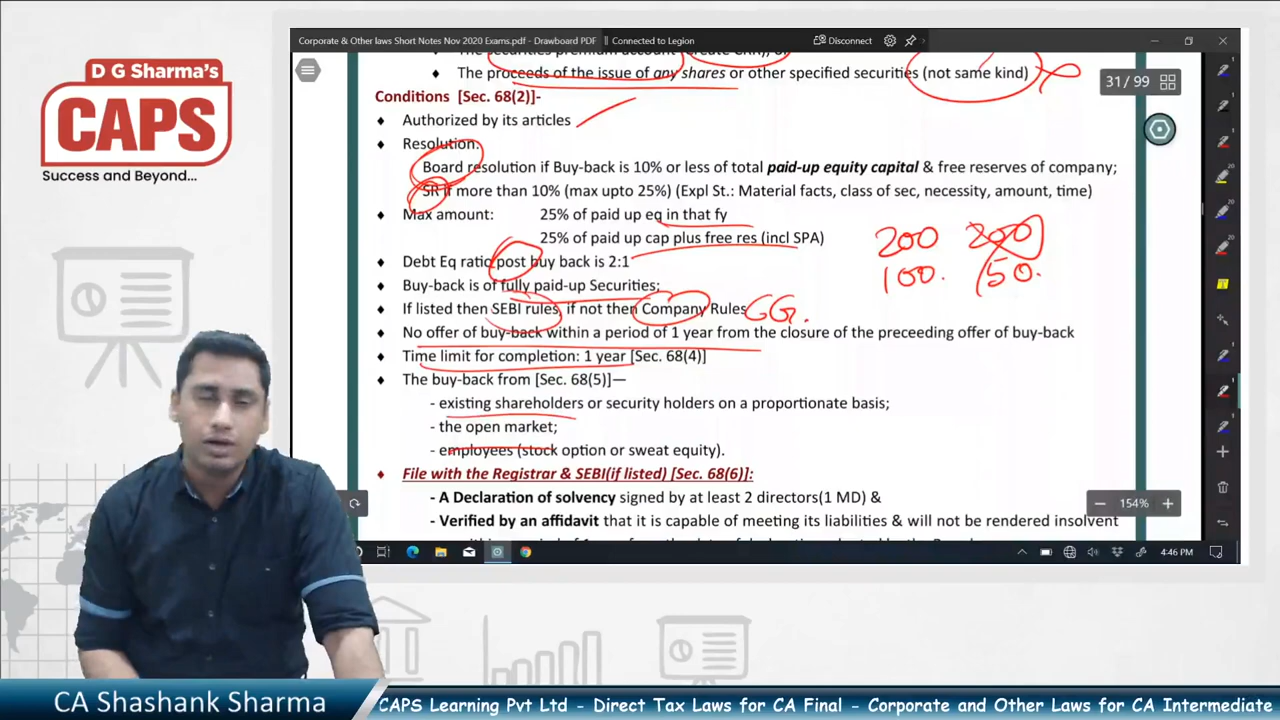 D G Sharma's
CAPS
Success and Beyond...
Corporate & Other laws Short Notes Nov 2020 Exams.pdf - Drawboard PDF
Connected to Legion
Disconnect
31 / 99
♦ The proceeds of the issue of any shares or other specified securities (not same kind)
Conditions [Sec. 68(2)]-
♦ Authorized by its articles
♦ Resolution:
Board resolution if Buy-back is 10% or less of total paid-up equity capital & free reserves of company;
SR if more than 10% (max upto 25%) (Expl St.: Material facts, class of sec, necessity, amount, time)
♦ Max amount: 25% of paid up eq in that fy
25% of paid up cap plus free res (incl SPA)
200 200
♦ Debt Eq ratio post buy back is 2:1
100. 150.
♦ Buy-back is of fully paid-up Securities;
♦ If listed then SEBI rules, if not then Company Rules CG.
♦ No offer of buy-back within a period of 1 year from the closure of the preceeding offer of buy-back
♦ Time limit for completion: 1 year [Sec. 68(4)]
♦ The buy-back from [Sec. 68(5)]—
- existing shareholders or security holders on a proportionate basis;
- the open market;
- employees (stock option or sweat equity).
♦ File with the Registrar & SEBI(if listed) [Sec. 68(6)]:
- A Declaration of solvency signed by at least 2 directors(1 MD) &
- Verified by an affidavit that it is capable of meeting its liabilities & will not be rendered insolvent
154%
4:46 PM
CA Shashank Sharma
CAPS Learning Pvt Ltd - Direct Tax Laws for CA Final - Corporate and Other Laws for CA Intermediate